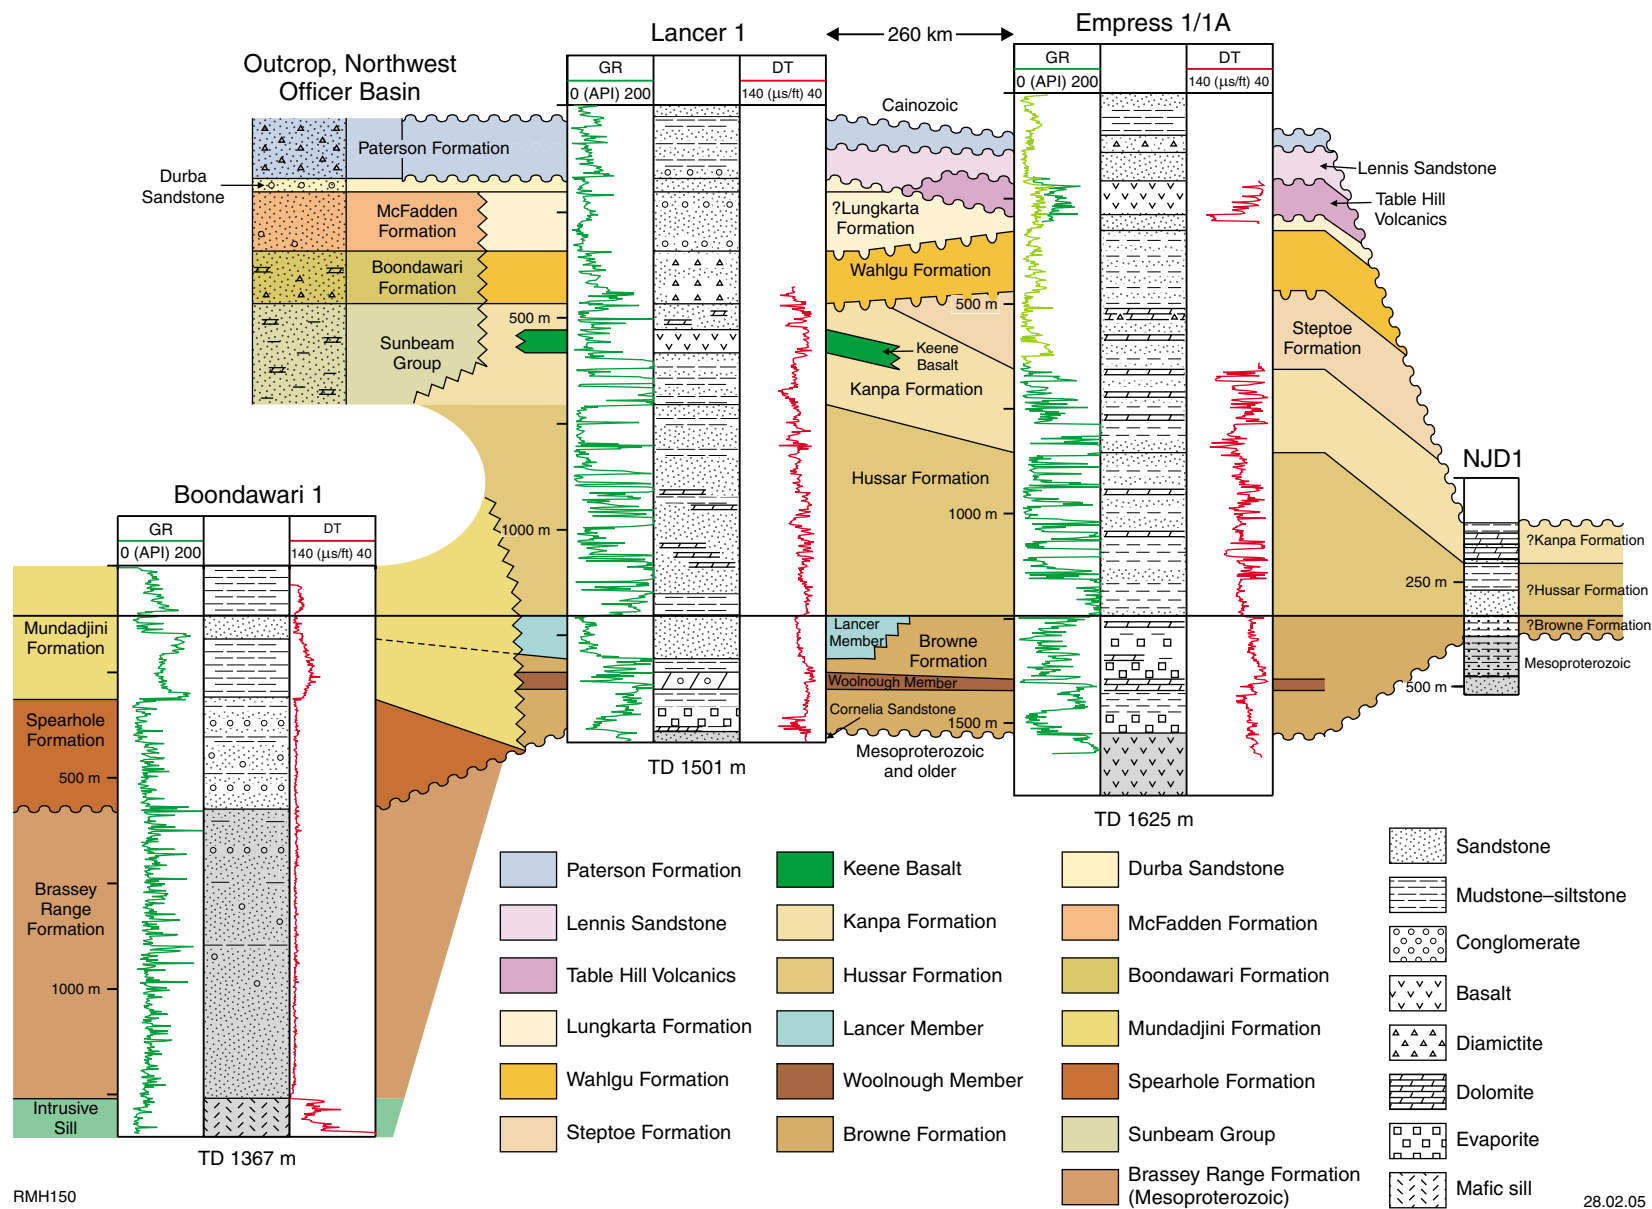 Empress 1/1A
Lancer 1
260 km
Outcrop, Northwest
Officer Basin
GR
0 (API) 200
DT
140 (µs/ft) 40
GR
0 (API) 200
DT
140 (µs/ft) 40
Cainozoic
Paterson Formation
Durba
Sandstone
McFadden
Formation
Boondawari
Formation
Sunbeam
Group
500 m
1000 m
?Lungkarta
Formation
Wahlgu Formation
500 m
Keene
Basalt
Kanpa Formation
Hussar Formation
1000 m
Lancer
Member
Browne
Formation
Woolnough Member
Cornelia Sandstone
1500 m
Mesoproterozoic
and older
TD 1501 m
TD 1625 m
Lennis Sandstone
Table Hill
Volcanics
Steptoe
Formation
NJD1
?Kanpa Formation
250 m
?Hussar Formation
?Browne Formation
Mesoproterozoic
500 m
Boondawari 1
GR
0 (API) 200
DT
140 (µs/ft) 40
Mundadjini
Formation
Spearhole
Formation
500 m
Brassey
Range
Formation
1000 m
Intrusive
Sill
TD 1367 m
Paterson Formation
Lennis Sandstone
Table Hill Volcanics
Lungkarta Formation
Wahlgu Formation
Steptoe Formation
Keene Basalt
Kanpa Formation
Hussar Formation
Lancer Member
Woolnough Member
Browne Formation
Durba Sandstone
McFadden Formation
Boondawari Formation
Mundadjini Formation
Spearhole Formation
Sunbeam Group
Brassey Range Formation
(Mesoproterozoic)
Sandstone
Mudstone–siltstone
Conglomerate
Basalt
Diamictite
Dolomite
Evaporite
Mafic sill
RMH150
28.02.05